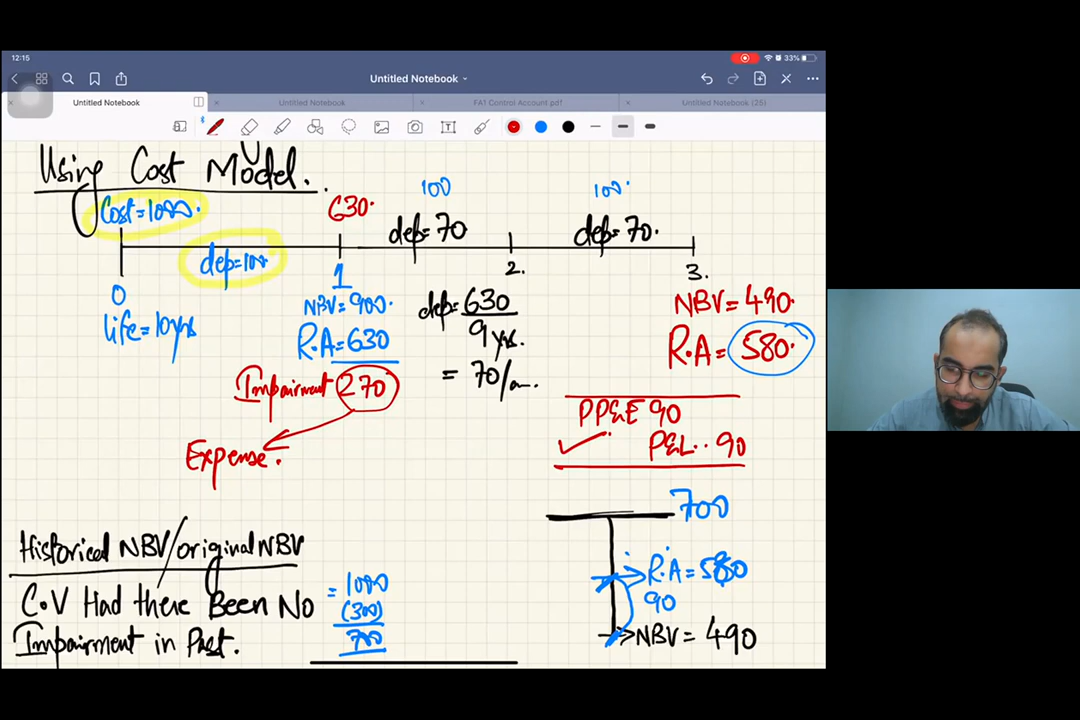 12:15
33%
Untitled Notebook
Untitled Notebook
Untitled Notebook
FA1 Control Account pdf
Untitled Notebook (25)
Using Cost Model.
Cost=1000.
630.
100
100.
dep=100
dep=70
dep=70.
0
1
2.
3.
life=10yrs
NBV=900.
R.A=630
Impairment 270
Expense.
dep=630
9 yrs.
= 70/an.
NBV=490.
R.A= 580.
PP&E 90
P&L.. 90
700
R.A=580
90
NBV= 490
Historical NBV/original NBV
C.V Had there Been No
Impairment in Past.
= 1000
(300)
700